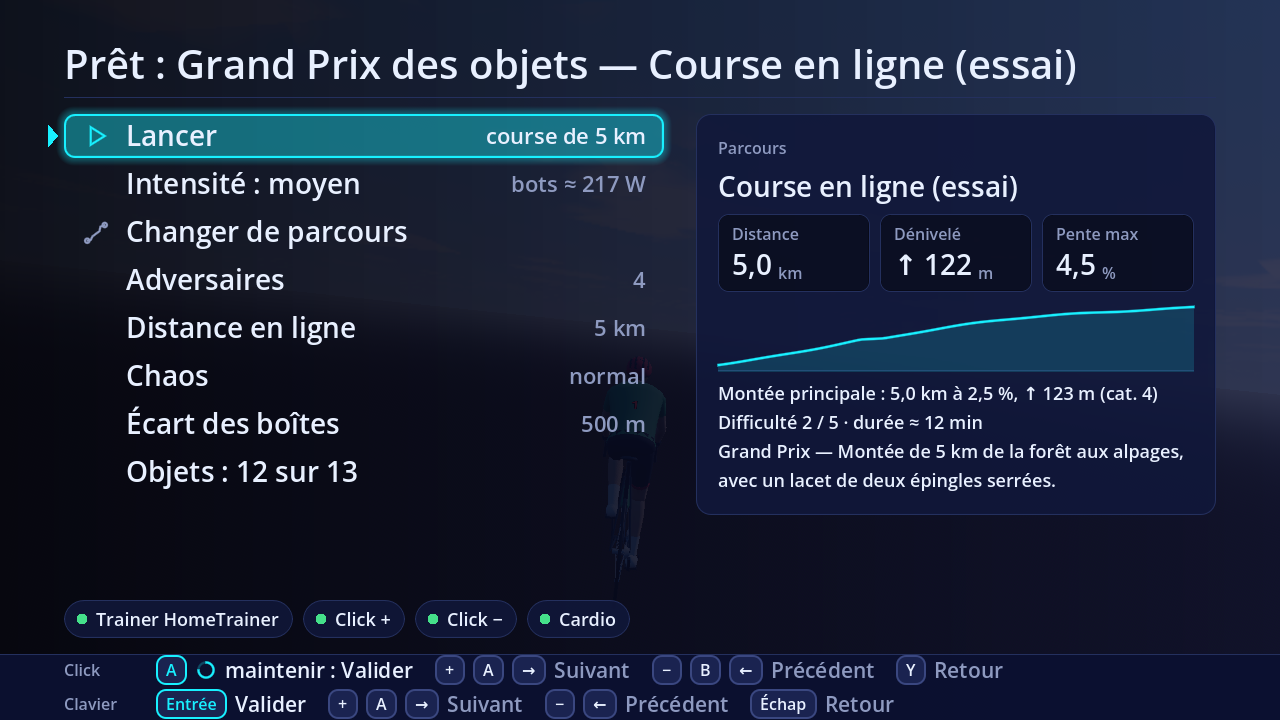 Prêt : Grand Prix des objets — Course en ligne (essai)
Lancer course de 5 km
Intensité : moyen bots ≈ 217 W
Changer de parcours
Adversaires 4
Distance en ligne 5 km
Chaos normal
Écart des boîtes 500 m
Objets : 12 sur 13
Parcours
Course en ligne (essai)
Distance Dénivelé Pente max
5,0 km ↑ 122 m 4,5 %
Montée principale : 5,0 km à 2,5 %, ↑ 123 m (cat. 4)
Difficulté 2 / 5 · durée ≈ 12 min
Grand Prix — Montée de 5 km de la forêt aux alpages,
avec un lacet de deux épingles serrées.
Trainer HomeTrainer Click + Click − Cardio
Click A maintenir : Valider + A → Suivant − B ← Précédent Y Retour
Clavier Entrée Valider + A → Suivant − ← Précédent Échap Retour